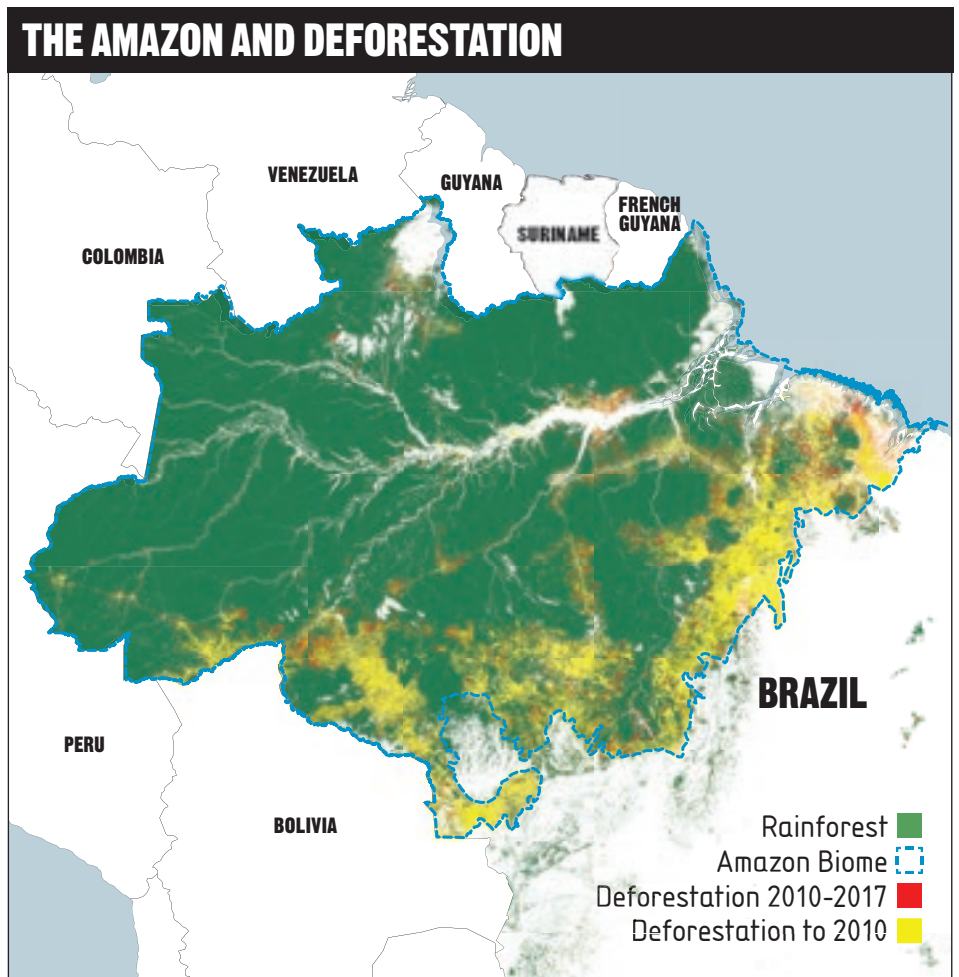 THE AMAZON AND DEFORESTATION
VENEZUELA
GUYANA
FRENCH
GUYANA
SURINAME
COLOMBIA
BRAZIL
PERU
BOLIVIA
Rainforest
Amazon Biome
Deforestation 2010-2017
Deforestation to 2010